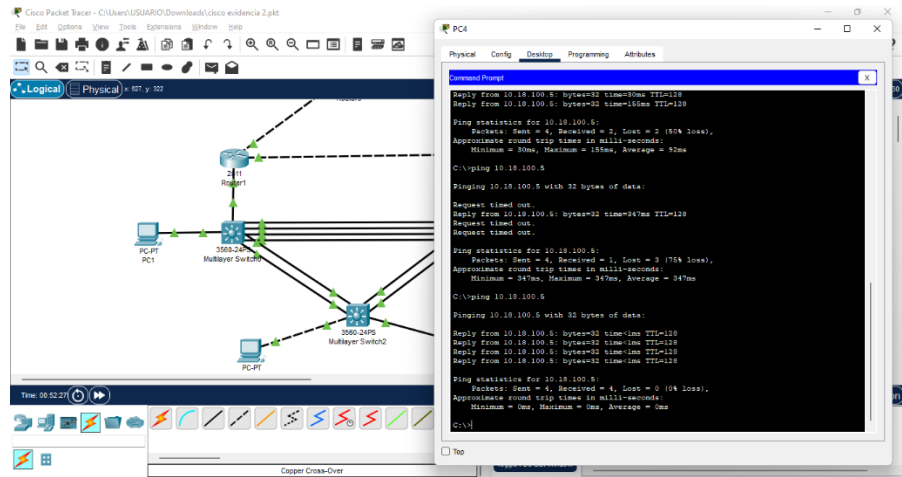 Cisco Packet Tracer - C:\Users\USUARIO\Downloads\cisco evidencia 2.pkt
File Edit Options View Tools Extensions Window Help
Logical
Physical x: 627, y: 322
Router1
PC-PT
PC1
3560-24PS
3560-24PS
Multilayer Switch2
PC-PT
Time: 00:52:27
Copper Cross-Over
PC4
Physical Config Desktop Programming Attributes
Command Prompt
X
Reply from 10.18.100.5: bytes=32 time=30ms TTL=128
Reply from 10.18.100.5: bytes=32 time=155ms TTL=128
Ping statistics for 10.18.100.5:
Packets: Sent = 4, Received = 2, Lost = 2 (50% loss),
Approximate round trip times in milli-seconds:
Minimum = 30ms, Maximum = 155ms, Average = 92ms
C:\>ping 10.18.100.5
Pinging 10.18.100.5 with 32 bytes of data:
Request timed out.
Reply from 10.18.100.5: bytes=32 time=347ms TTL=128
Request timed out.
Request timed out.
Ping statistics for 10.18.100.5:
Packets: Sent = 4, Received = 1, Lost = 3 (75% loss),
Approximate round trip times in milli-seconds:
Minimum = 347ms, Maximum = 347ms, Average = 347ms
C:\>ping 10.18.100.5
Pinging 10.18.100.5 with 32 bytes of data:
Reply from 10.18.100.5: bytes=32 time<1ms TTL=128
Reply from 10.18.100.5: bytes=32 time<1ms TTL=128
Reply from 10.18.100.5: bytes=32 time<1ms TTL=128
Reply from 10.18.100.5: bytes=32 time<1ms TTL=128
Ping statistics for 10.18.100.5:
Packets: Sent = 4, Received = 4, Lost = 0 (0% loss),
Approximate round trip times in milli-seconds:
Minimum = 0ms, Maximum = 0ms, Average = 0ms
C:\>
Top